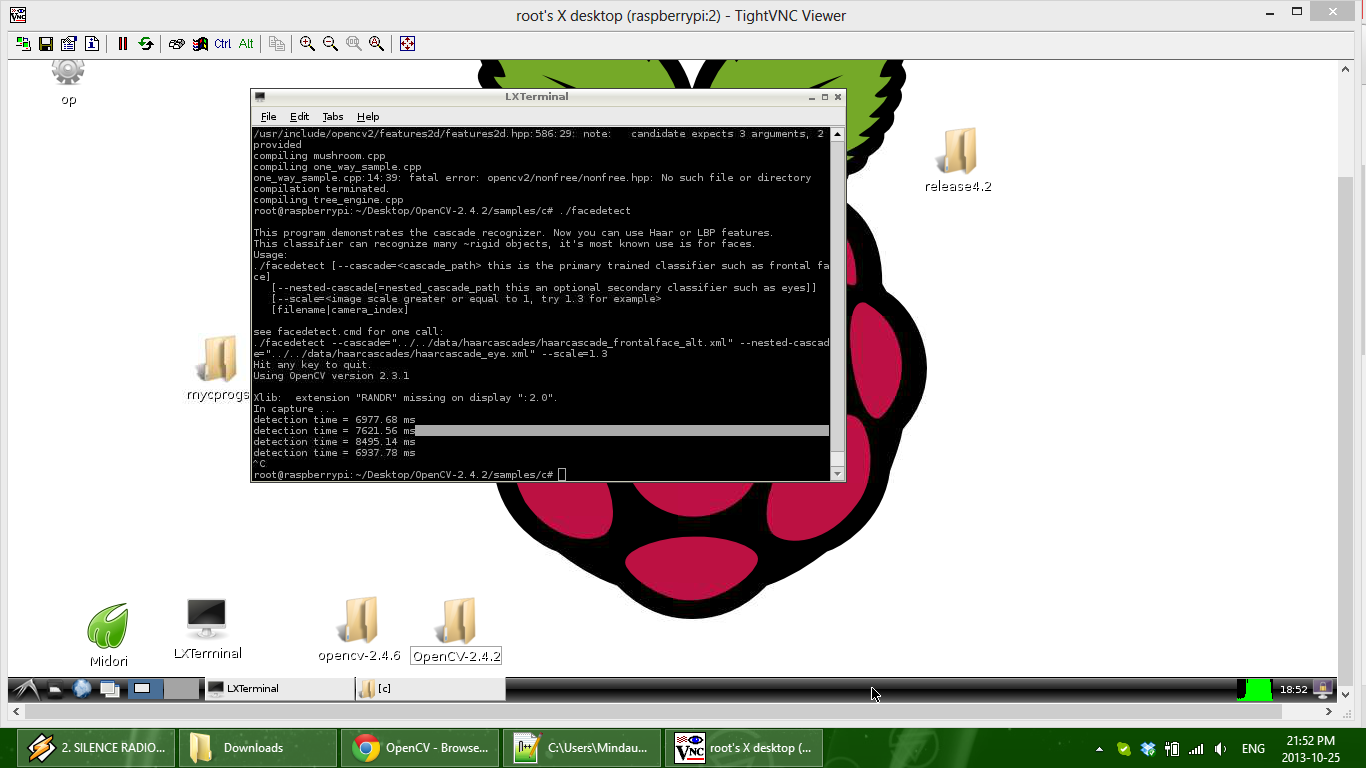 root's X desktop (raspberrypi:2) - TightVNC Viewer
Ctrl Alt
op
LXTerminal
File Edit Tabs Help
/usr/include/opencv2/features2d/features2d.hpp:586:29: note:   candidate expects 3 arguments, 2
provided
compiling mushroom.cpp
compiling one_way_sample.cpp
one_way_sample.cpp:14:39: fatal error: opencv2/nonfree/nonfree.hpp: No such file or directory
compilation terminated.
compiling tree_engine.cpp
root@raspberrypi:~/Desktop/OpenCV-2.4.2/samples/c# ./facedetect
This program demonstrates the cascade recognizer. Now you can use Haar or LBP features.
This classifier can recognize many ~rigid objects, it's most known use is for faces.
Usage:
./facedetect [--cascade=<cascade_path> this is the primary trained classifier such as frontal fa
ce]
[--nested-cascade[=nested_cascade_path this an optional secondary classifier such as eyes]]
[--scale=<image scale greater or equal to 1, try 1.3 for example>
[filename|camera_index]
see facedetect.cmd for one call:
./facedetect --cascade="../../data/haarcascades/haarcascade_frontalface_alt.xml" --nested-cascad
e="../../data/haarcascades/haarcascade_eye.xml" --scale=1.3
Hit any key to quit.
Using OpenCV version 2.3.1
Xlib:  extension "RANDR" missing on display ":2.0".
In capture ...
detection time = 6977.68 ms
detection time = 7621.56 ms
detection time = 8495.14 ms
detection time = 6937.78 ms
^C
root@raspberrypi:~/Desktop/OpenCV-2.4.2/samples/c#
release4.2
mycprogs
Midori
LXTerminal
opencv-2.4.6
OpenCV-2.4.2
LXTerminal
[c]
18:52
2. SILENCE RADIO...
Downloads
OpenCV - Browse...
C:\Users\Mindau...
VNC
root's X desktop (...
ENG
21:52 PM
2013-10-25